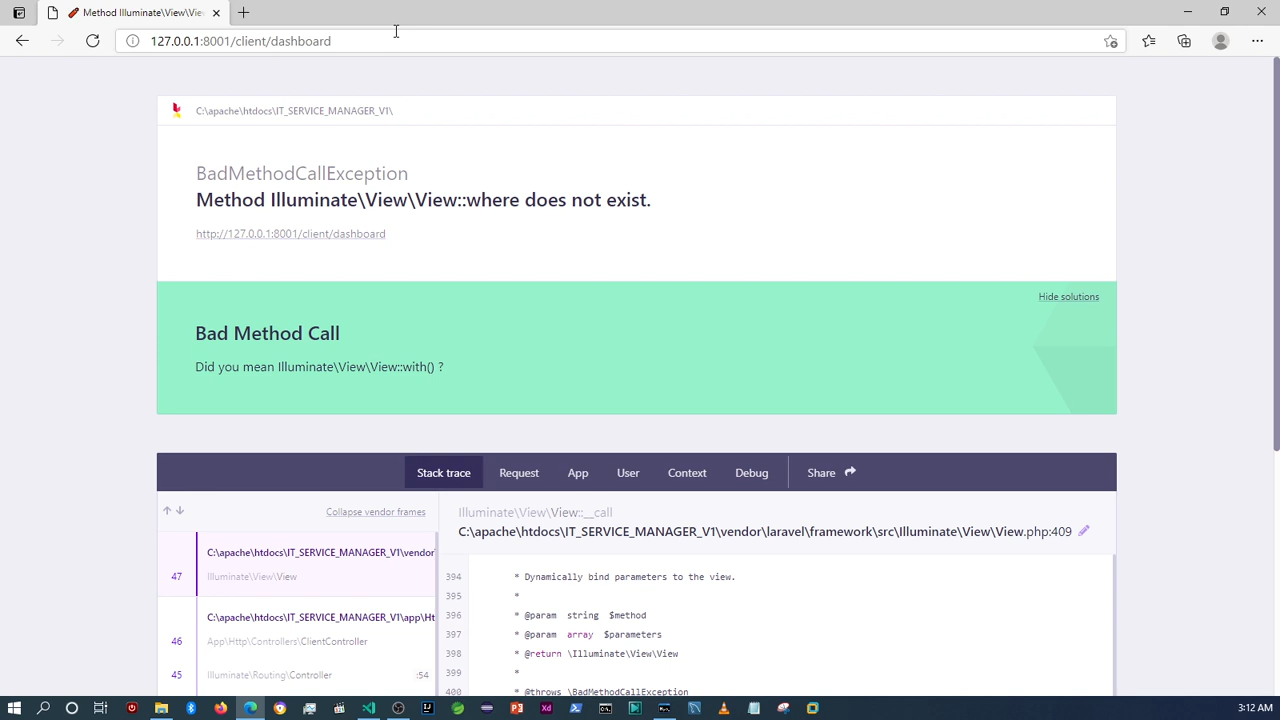 Method Illuminate\View\Vie
127.0.0.1:8001/client/dashboard
C:\apache\htdocs\IT_SERVICE_MANAGER_V1\
BadMethodCallException
Method Illuminate\View\View::where does not exist.
http://127.0.0.1:8001/client/dashboard
Hide solutions
Bad Method Call
Did you mean Illuminate\View\View::with() ?
Stack trace Request App User Context Debug Share
Collapse vendor frames
Illuminate\View\View::__call
C:\apache\htdocs\IT_SERVICE_MANAGER_V1\vendor\laravel\framework\src\Illuminate\View\View.php:409
C:\apache\htdocs\IT_SERVICE_MANAGER_V1\vendor
47 Illuminate\View\View
C:\apache\htdocs\IT_SERVICE_MANAGER_V1\app\Ht
46 App\Http\Controllers\ClientController
45 Illuminate\Routing\Controller :54
394 * Dynamically bind parameters to the view.
395 *
396 * @param string $method
397 * @param array $parameters
398 * @return \Illuminate\View\View
399 *
400 * @throws \BadMethodCallException
3:12 AM